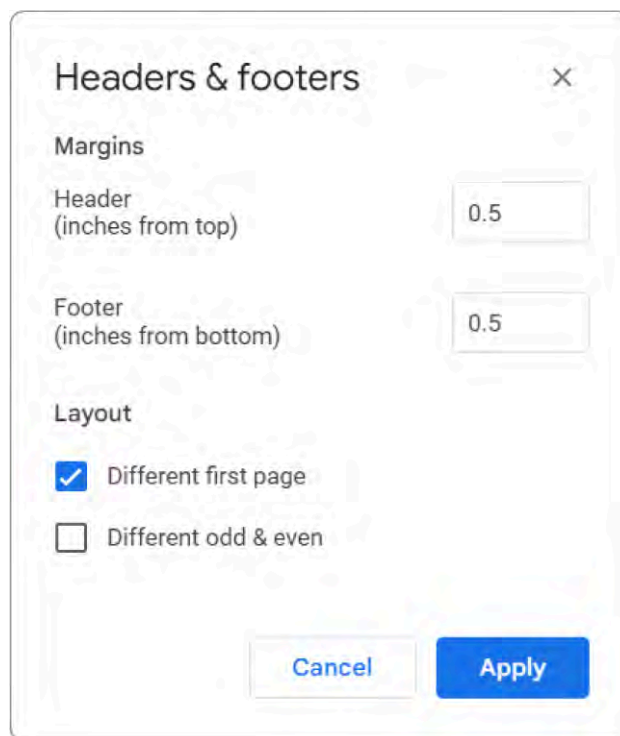 Headers & footers
Margins
Header
(inches from top)
0.5
Footer
(inches from bottom)
0.5
Layout
Different first page
Different odd & even
Cancel
Apply